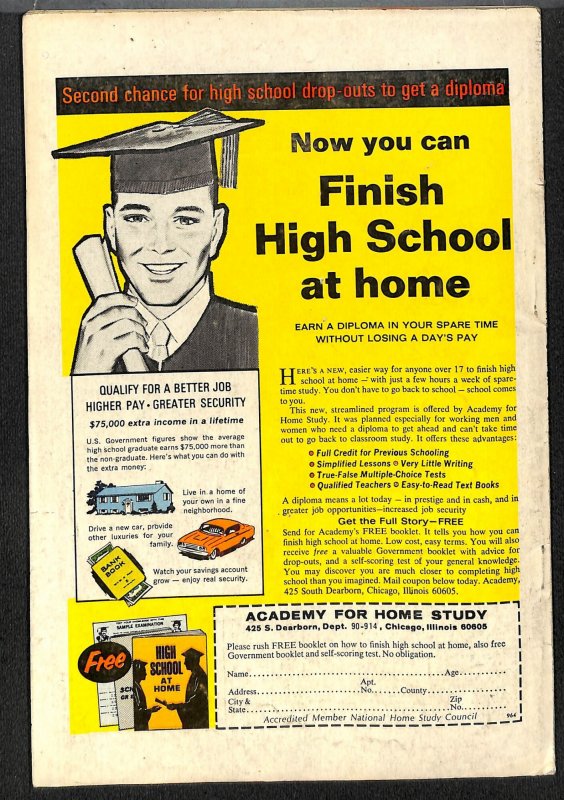 Second chance for high school drop-outs to get a diploma
Now you can
Finish
High School
at home
EARN A DIPLOMA IN YOUR SPARE TIME
WITHOUT LOSING A DAY'S PAY
HERE'S A NEW, easier way for anyone over 17 to finish high
school at home — with just a few hours a week of spare-
time study. You don't have to go back to school — school comes
to you.
This new, streamlined program is offered by Academy for
Home Study. It was planned especially for working men and
women who need a diploma to get ahead and can't take time
out to go back to classroom study. It offers these advantages:
Full Credit for Previous Schooling
Simplified Lessons Very Little Writing
True-False Multiple-Choice Tests
Qualified Teachers Easy-to-Read Text Books
A diploma means a lot today — in prestige and in cash, and in
greater job opportunities—increased job security
Get the Full Story—FREE
Send for Academy's FREE booklet. It tells you how you can
finish high school at home. Low cost, easy terms. You will also
receive free a valuable Government booklet with advice for
drop-outs, and a self-scoring test of your general knowledge.
You may discover you are much closer to completing high
school than you imagined. Mail coupon below today. Academy,
425 South Dearborn, Chicago, Illinois 60605.
QUALIFY FOR A BETTER JOB
HIGHER PAY • GREATER SECURITY
$75,000 extra income in a lifetime
U.S. Government figures show the average
high school graduate earns $75,000 more than
the non-graduate. Here's what you can do with
the extra money:
Live in a home of
your own in a fine
neighborhood.
Drive a new car, provide
other luxuries for your
family.
BANK
BOOK
Watch your savings account
grow — enjoy real security.
SAMPLE EXAMINATION
Free
HIGH
SCHOOL
AT
HOME
ACADEMY FOR HOME STUDY
425 S. Dearborn, Dept. 90-914, Chicago, Illinois 60605
Please rush FREE booklet on how to finish high school at home, also free
Government booklet and self-scoring test. No obligation.
Name Age
Apt.
Address No. County
City & Zip
State No.
Accredited Member National Home Study Council 964